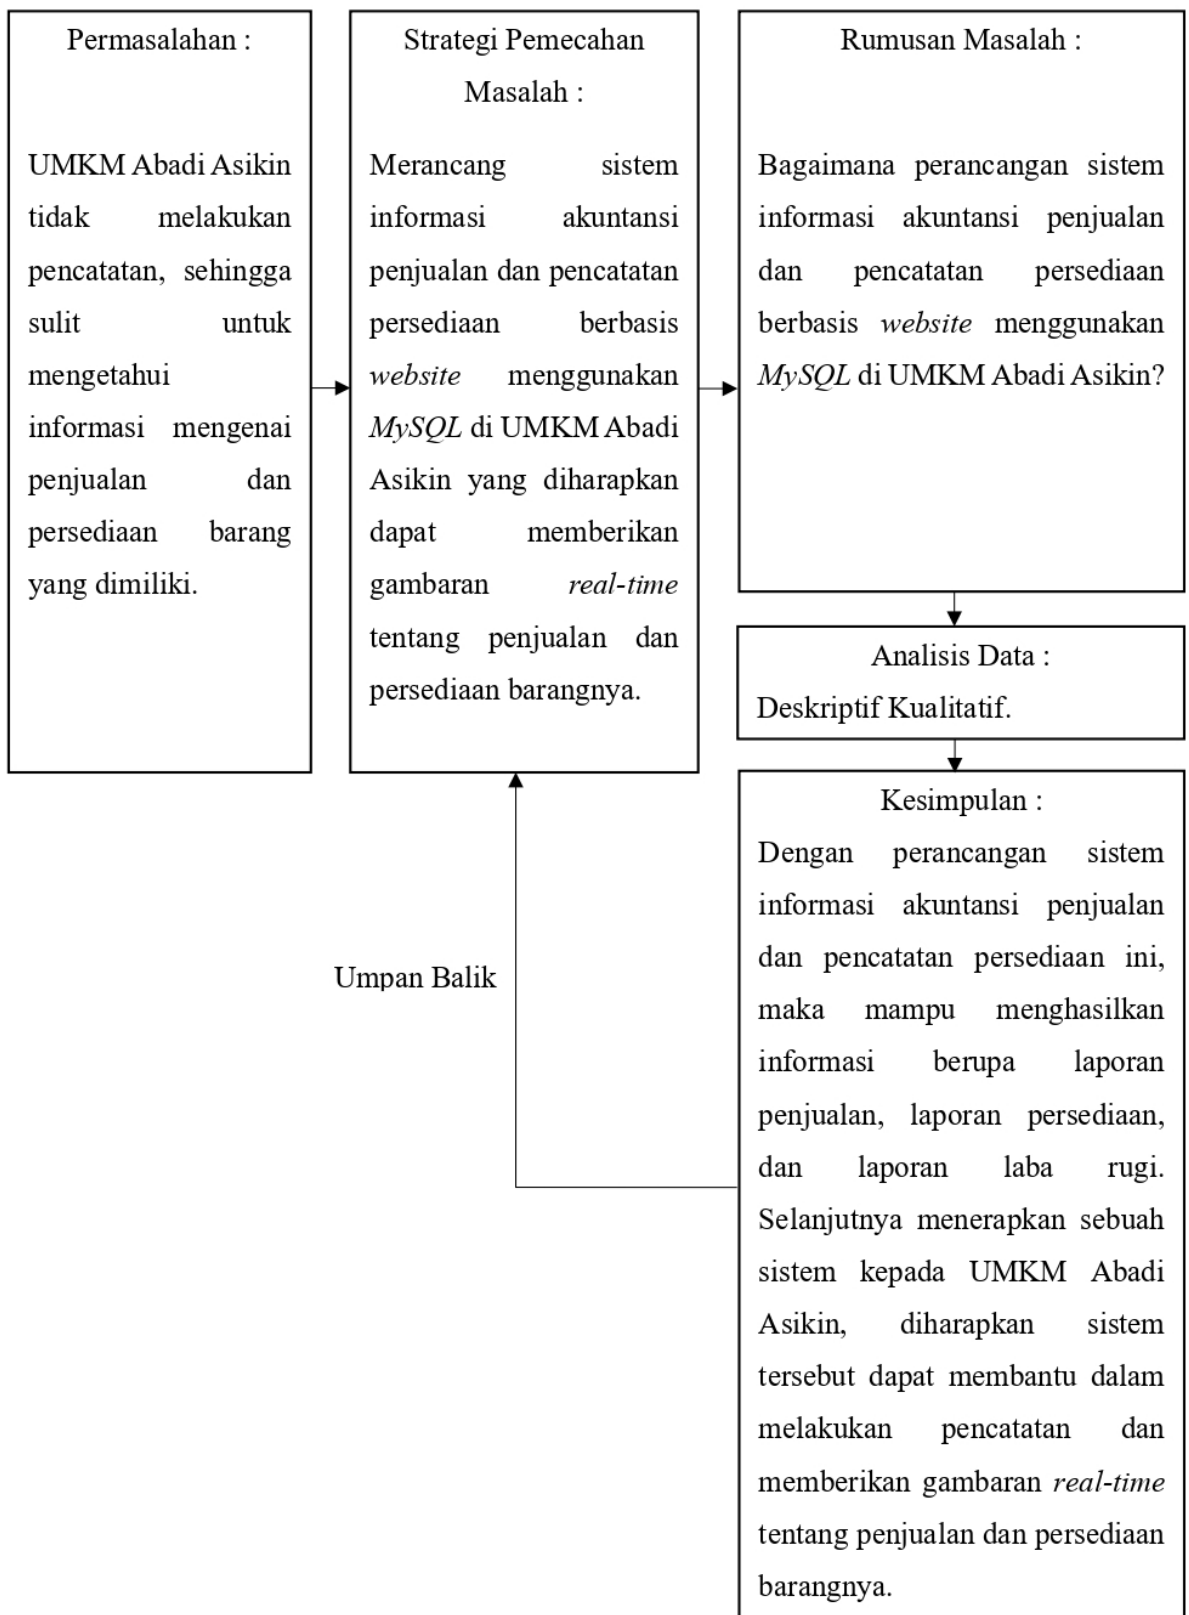 Permasalahan :
UMKM Abadi Asikin
tidak melakukan
pencatatan, sehingga
sulit untuk
mengetahui
informasi mengenai
penjualan dan
persediaan barang
yang dimiliki.
Strategi Pemecahan
Masalah :
Merancang sistem
informasi akuntansi
penjualan dan pencatatan
persediaan berbasis
website menggunakan
MySQL di UMKM Abadi
Asikin yang diharapkan
dapat memberikan
gambaran real-time
tentang penjualan dan
persediaan barangnya.
Rumusan Masalah :
Bagaimana perancangan sistem
informasi akuntansi penjualan
dan pencatatan persediaan
berbasis website menggunakan
MySQL di UMKM Abadi Asikin?
Analisis Data :
Deskriptif Kualitatif.
Kesimpulan :
Dengan perancangan sistem
informasi akuntansi penjualan
dan pencatatan persediaan ini,
maka mampu menghasilkan
informasi berupa laporan
penjualan, laporan persediaan,
dan laporan laba rugi.
Selanjutnya menerapkan sebuah
sistem kepada UMKM Abadi
Asikin, diharapkan sistem
tersebut dapat membantu dalam
melakukan pencatatan dan
memberikan gambaran real-time
tentang penjualan dan persediaan
barangnya.
Umpan Balik